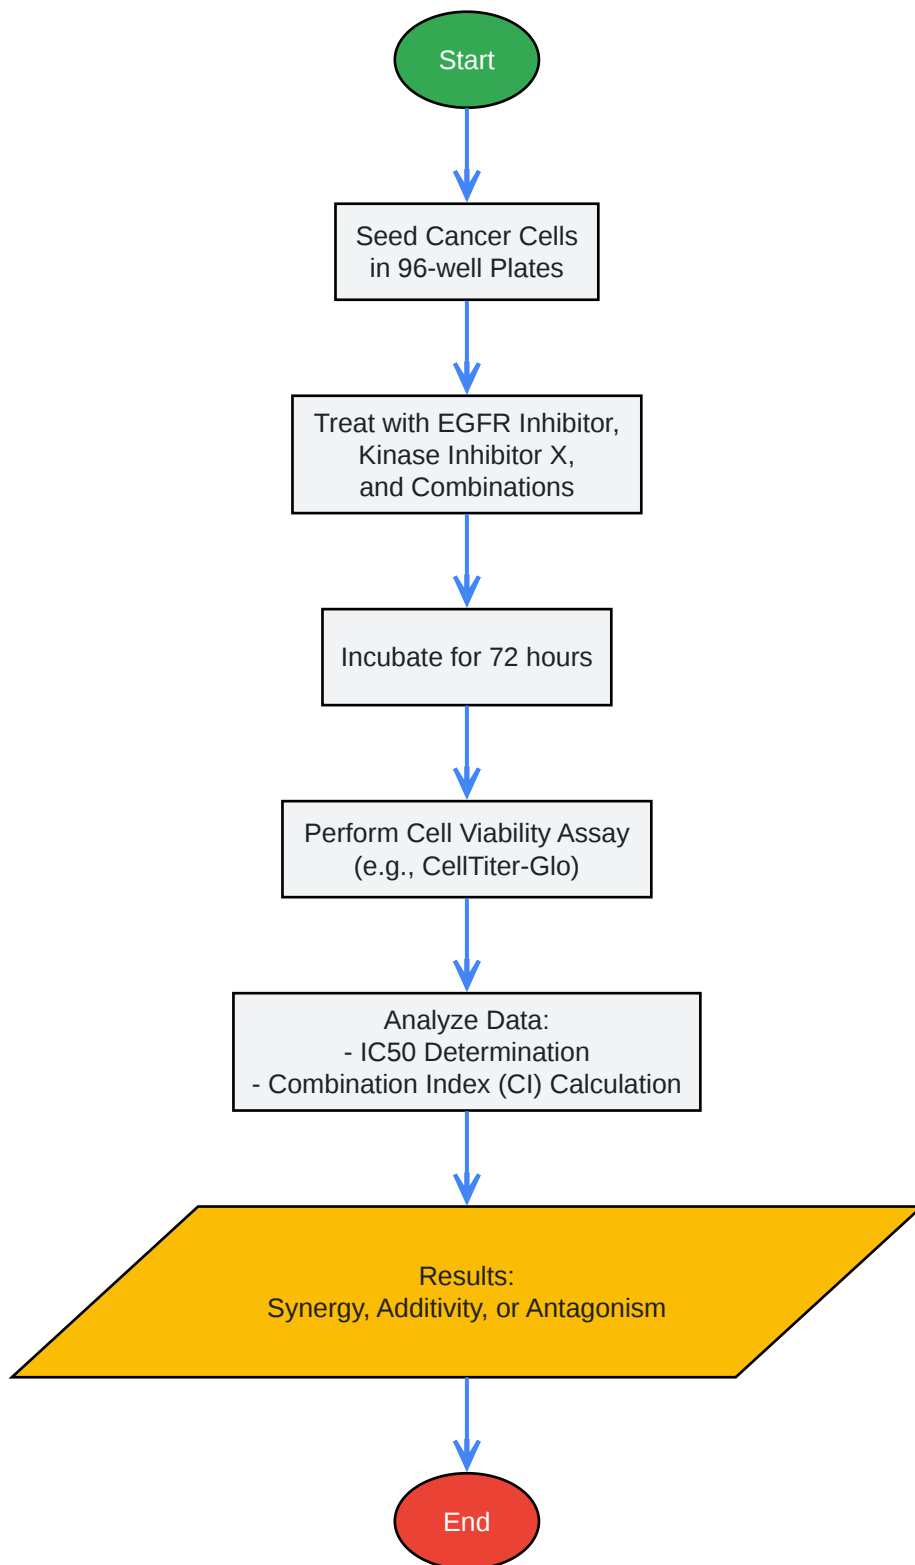 Start
Seed Cancer Cells
in 96-well Plates
Treat with EGFR Inhibitor,
Kinase Inhibitor X,
and Combinations
Incubate for 72 hours
Perform Cell Viability Assay
(e.g., CellTiter-Glo)
Analyze Data:
- IC50 Determination
- Combination Index (CI) Calculation
Results:
Synergy, Additivity, or Antagonism
End